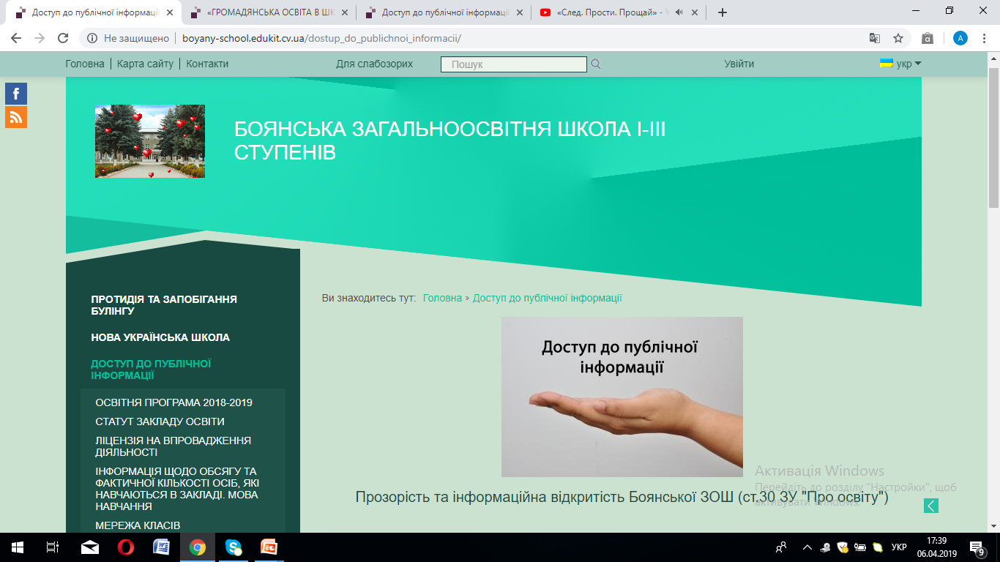 Доступ до публічної інформаці
«ГРОМАДЯНСЬКА ОСВІТА В ШК
Доступ до публічної інформаці
«След. Прости. Прощай» - Y
Не защищено
boyany-school.edukit.cv.ua/dostup_do_publichnoi_informacii/
A
Головна | Карта сайту | Контакти
Для слабозорих
Пошук
Увійти
укр
БОЯНСЬКА ЗАГАЛЬНООСВІТНЯ ШКОЛА І-ІІІ
СТУПЕНІВ
ПРОТИДІЯ ТА ЗАПОБІГАННЯ
БУЛІНГУ
НОВА УКРАЇНСЬКА ШКОЛА
ДОСТУП ДО ПУБЛІЧНОЇ
ІНФОРМАЦІЇ
ОСВІТНЯ ПРОГРАМА 2018-2019
СТАТУТ ЗАКЛАДУ ОСВІТИ
ЛІЦЕНЗІЯ НА ВПРОВАДЖЕННЯ
ДІЯЛЬНОСТІ
ІНФОРМАЦІЯ ЩОДО ОБСЯГУ ТА
ФАКТИЧНОЇ КІЛЬКОСТІ ОСІБ, ЯКІ
НАВЧАЮТЬСЯ В ЗАКЛАДІ. МОВА
НАВЧАННЯ
МЕРЕЖА КЛАСІВ
Ви знаходитесь тут: Головна » Доступ до публічної інформації
Доступ до публічної
інформації
Прозорість та інформаційна відкритість Боянської ЗОШ (ст.30 ЗУ "Про освіту")
Активація Windows
Перейдіть до розділу "Настройки", щоб
активувати Windows.
УКР
17:39
06.04.2019
9